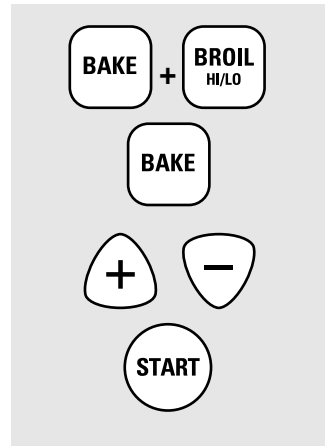 BAKE + BROIL
HI/LO
BAKE
+ −
START